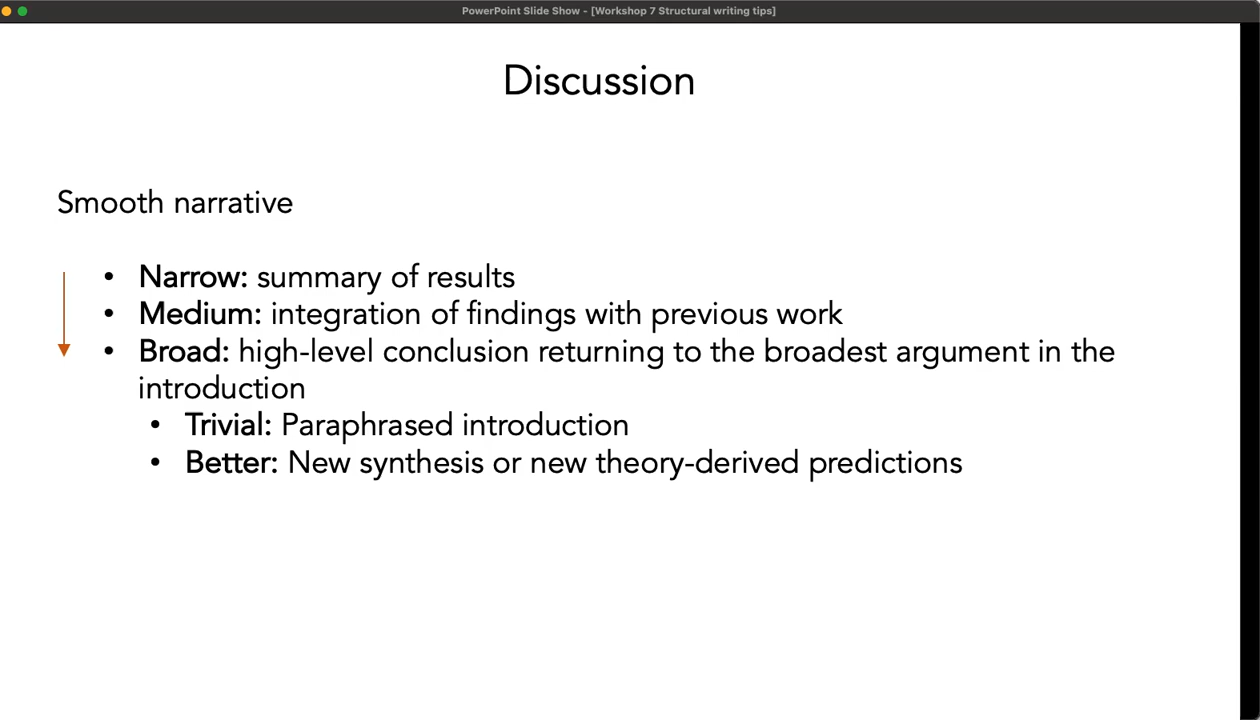 PowerPoint Slide Show - [Workshop 7 Structural writing tips]
Discussion
Smooth narrative
• Narrow: summary of results
• Medium: integration of findings with previous work
• Broad: high-level conclusion returning to the broadest argument in the
introduction
• Trivial: Paraphrased introduction
• Better: New synthesis or new theory-derived predictions